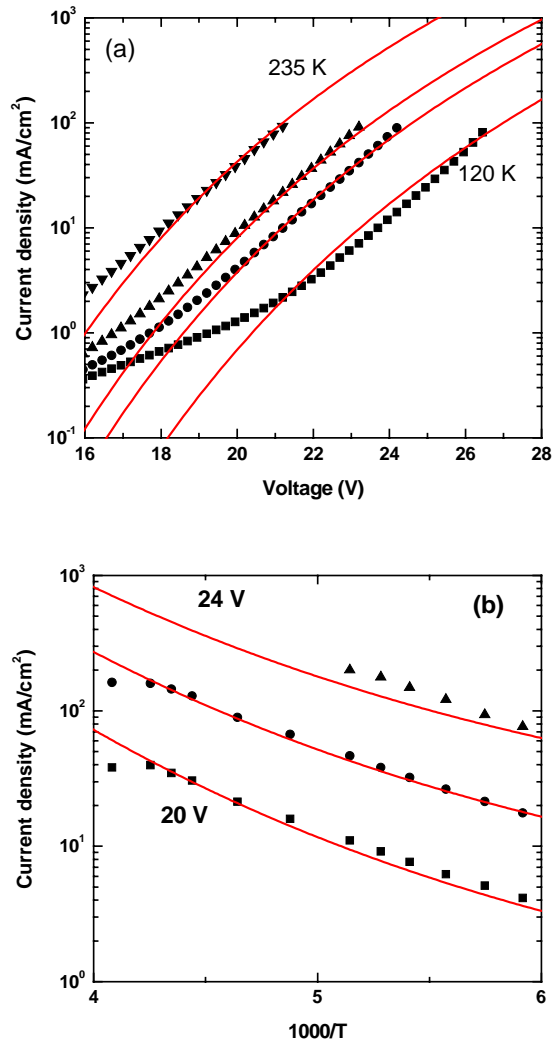 (a)
235 K
120 K
10³
10²
10¹
10⁰
10⁻¹
Current density (mA/cm²)
16 18 20 22 24 26 28
Voltage (V)
24 V
(b)
20 V
10³
10²
10¹
10⁰
Current density (mA/cm²)
4 5 6
1000/T